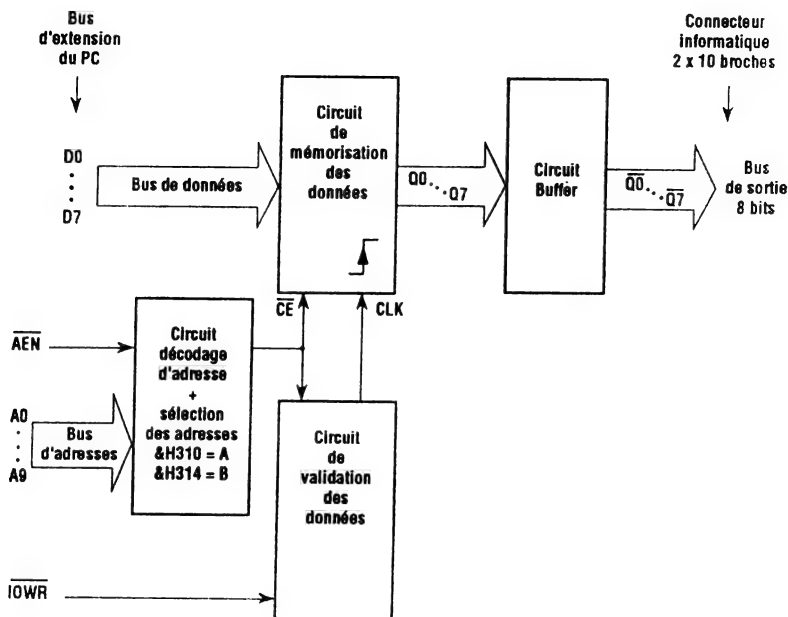 Bus
d'extension
du PC
Connecteur
informatique
2 x 10 broches
Circuit
de
mémorisation
des
données
D0
D7
Bus de données
Q0
Q7
Circuit
Buffer
Q0
Q7
Bus
de sortie
8 bits
CE
CLK
AEN
Circuit
décodage
d'adresse
+
sélection
des adresses
&H310 = A
&H314 = B
A0
A9
Bus
d'adresses
Circuit
de
validation
des
données
IOWR